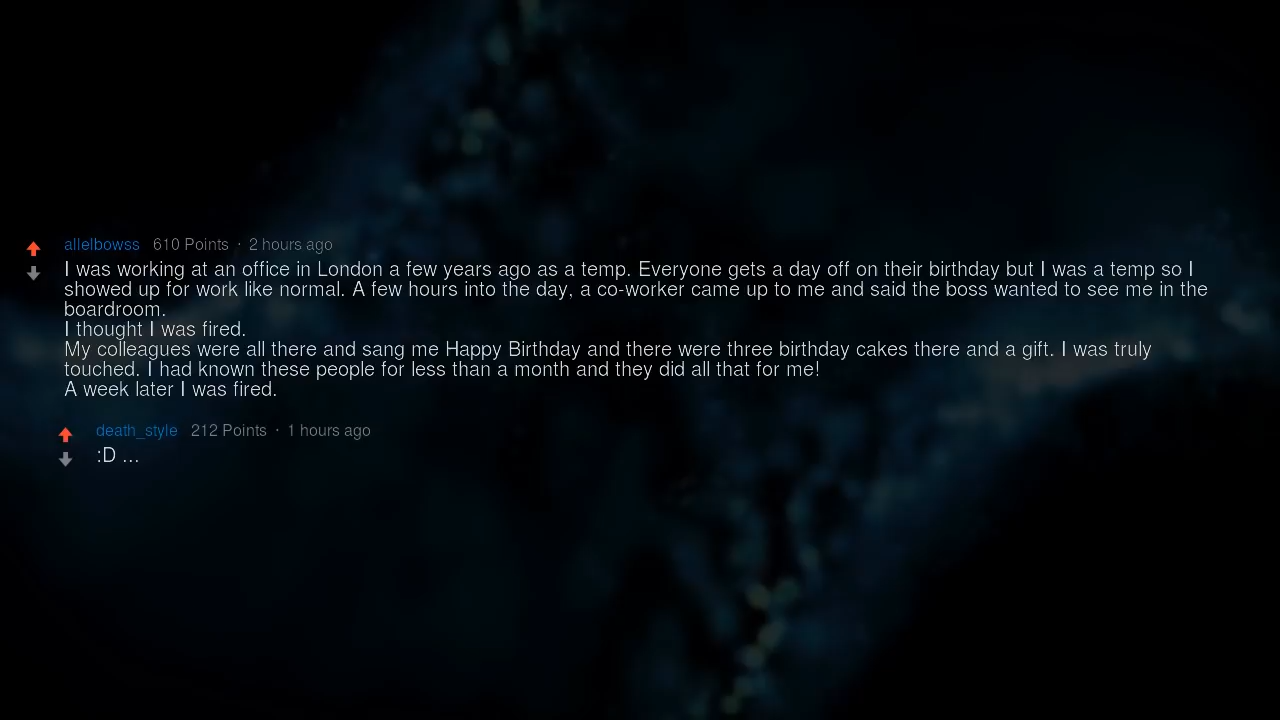 allelbowss 610 Points · 2 hours ago
I was working at an office in London a few years ago as a temp. Everyone gets a day off on their birthday but I was a temp so I
showed up for work like normal. A few hours into the day, a co-worker came up to me and said the boss wanted to see me in the
boardroom.
I thought I was fired.
My colleagues were all there and sang me Happy Birthday and there were three birthday cakes there and a gift. I was truly
touched. I had known these people for less than a month and they did all that for me!
A week later I was fired.
death_style 212 Points · 1 hours ago
:D ...